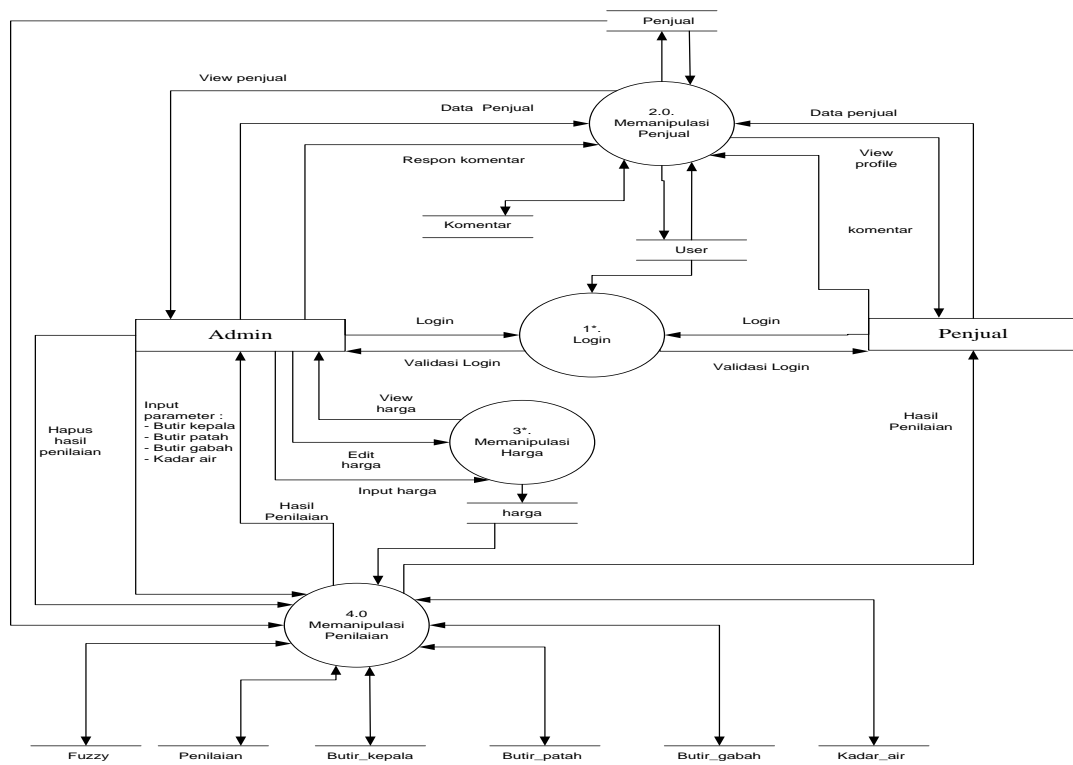 Penjual
View penjual
Data Penjual
2.0.
Memanipulasi
Penjual
Data penjual
View
profile
Respon komentar
Komentar
komentar
User
Admin
Login
1*.
Login
Login
Penjual
Validasi Login
Validasi Login
View
harga
Hapus
hasil
penilaian
Input
parameter :
- Butir kepala
- Butir patah
- Butir gabah
- Kadar air
3*.
Memanipulasi
Harga
Hasil
Penilaian
Edit
harga
Input harga
Hasil
Penilaian
harga
4.0
Memanipulasi
Penilaian
Fuzzy
Penilaian
Butir_kepala
Butir_patah
Butir_gabah
Kadar_air